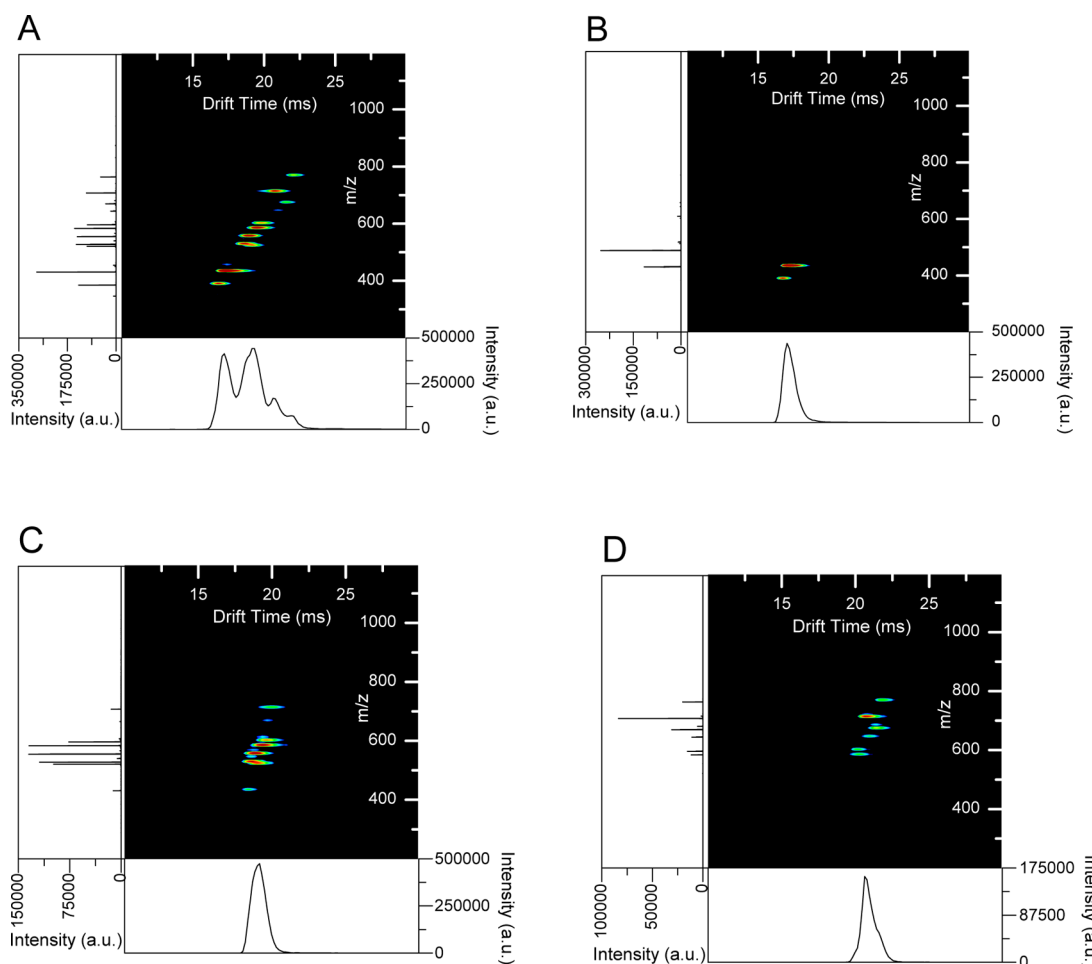 A
15 20 25
Drift Time (ms)
1000
800
m/z
600
400
500000
250000
0
Intensity (a.u.)
350000
175000
0
Intensity (a.u.)
B
15 20 25
Drift Time (ms)
1000
800
m/z
600
400
500000
250000
0
Intensity (a.u.)
300000
150000
0
Intensity (a.u.)
C
15 20 25
Drift Time (ms)
1000
800
m/z
600
400
500000
250000
0
Intensity (a.u.)
150000
75000
0
Intensity (a.u.)
D
15 20 25
Drift Time (ms)
1000
800
m/z
600
400
175000
87500
0
Intensity (a.u.)
100000
50000
0
Intensity (a.u.)